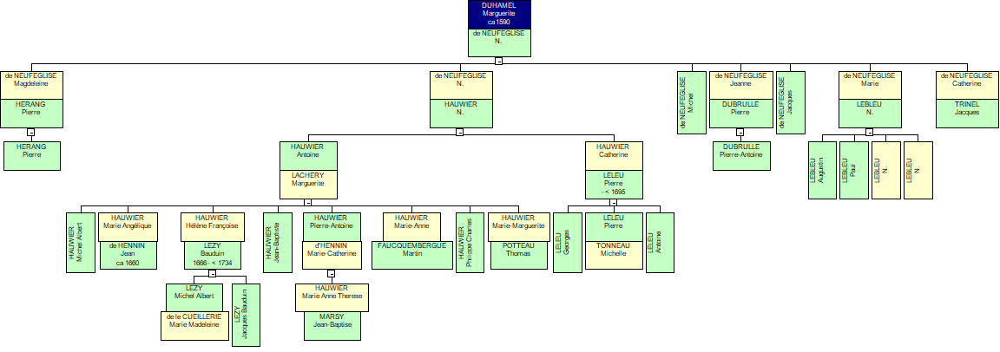 DUHAMEL
Marguerite
ca 1590
de NEUFEGLISE
N.
de NEUFEGLISE
Magdeleine
HERANG
Pierre
HERANG
Pierre
de NEUFEGLISE
N.
HAUWIER
N.
de NEUFEGLISE
Michel
de NEUFEGLISE
Jeanne
DUBRULLE
Pierre
DUBRULLE
Pierre-Antoine
de NEUFEGLISE
Jacques
de NEUFEGLISE
Marie
LEBLEU
N.
de NEUFEGLISE
Catherine
TRINEL
Jacques
LEBLEU
Augustin
LEBLEU
Paul
LEBLEU
N.
LEBLEU
N.
HAUWIER
Antoine
LACHERY
Marguerite
HAUWIER
Catherine
LELEU
Pierre
- < 1695
HAUWIER
Michel Albert
HAUWIER
Marie Angélique
de HENNIN
Jean
ca 1660
HAUWIER
Hélène Françoise
LEZY
Bauduin
1666- < 1734
HAUWIER
Jean-Baptiste
HAUWIER
Pierre-Antoine
d'HENNIN
Marie-Catherine
HAUWIER
Marie-Anne
FAUCQUEMBERGUE
Martin
HAUWIER
Philippe Charles
HAUWIER
Marie-Marguerite
POTTEAU
Thomas
LELEU
Georges
LELEU
Pierre
TONNEAU
Michelle
LELEU
Antoine
LEZY
Michel Albert
de le CUEILLERIE
Marie Madeleine
LEZY
Jacques Bauduin
HAUWIER
Marie Anne Therese
MARSY
Jean-Baptise